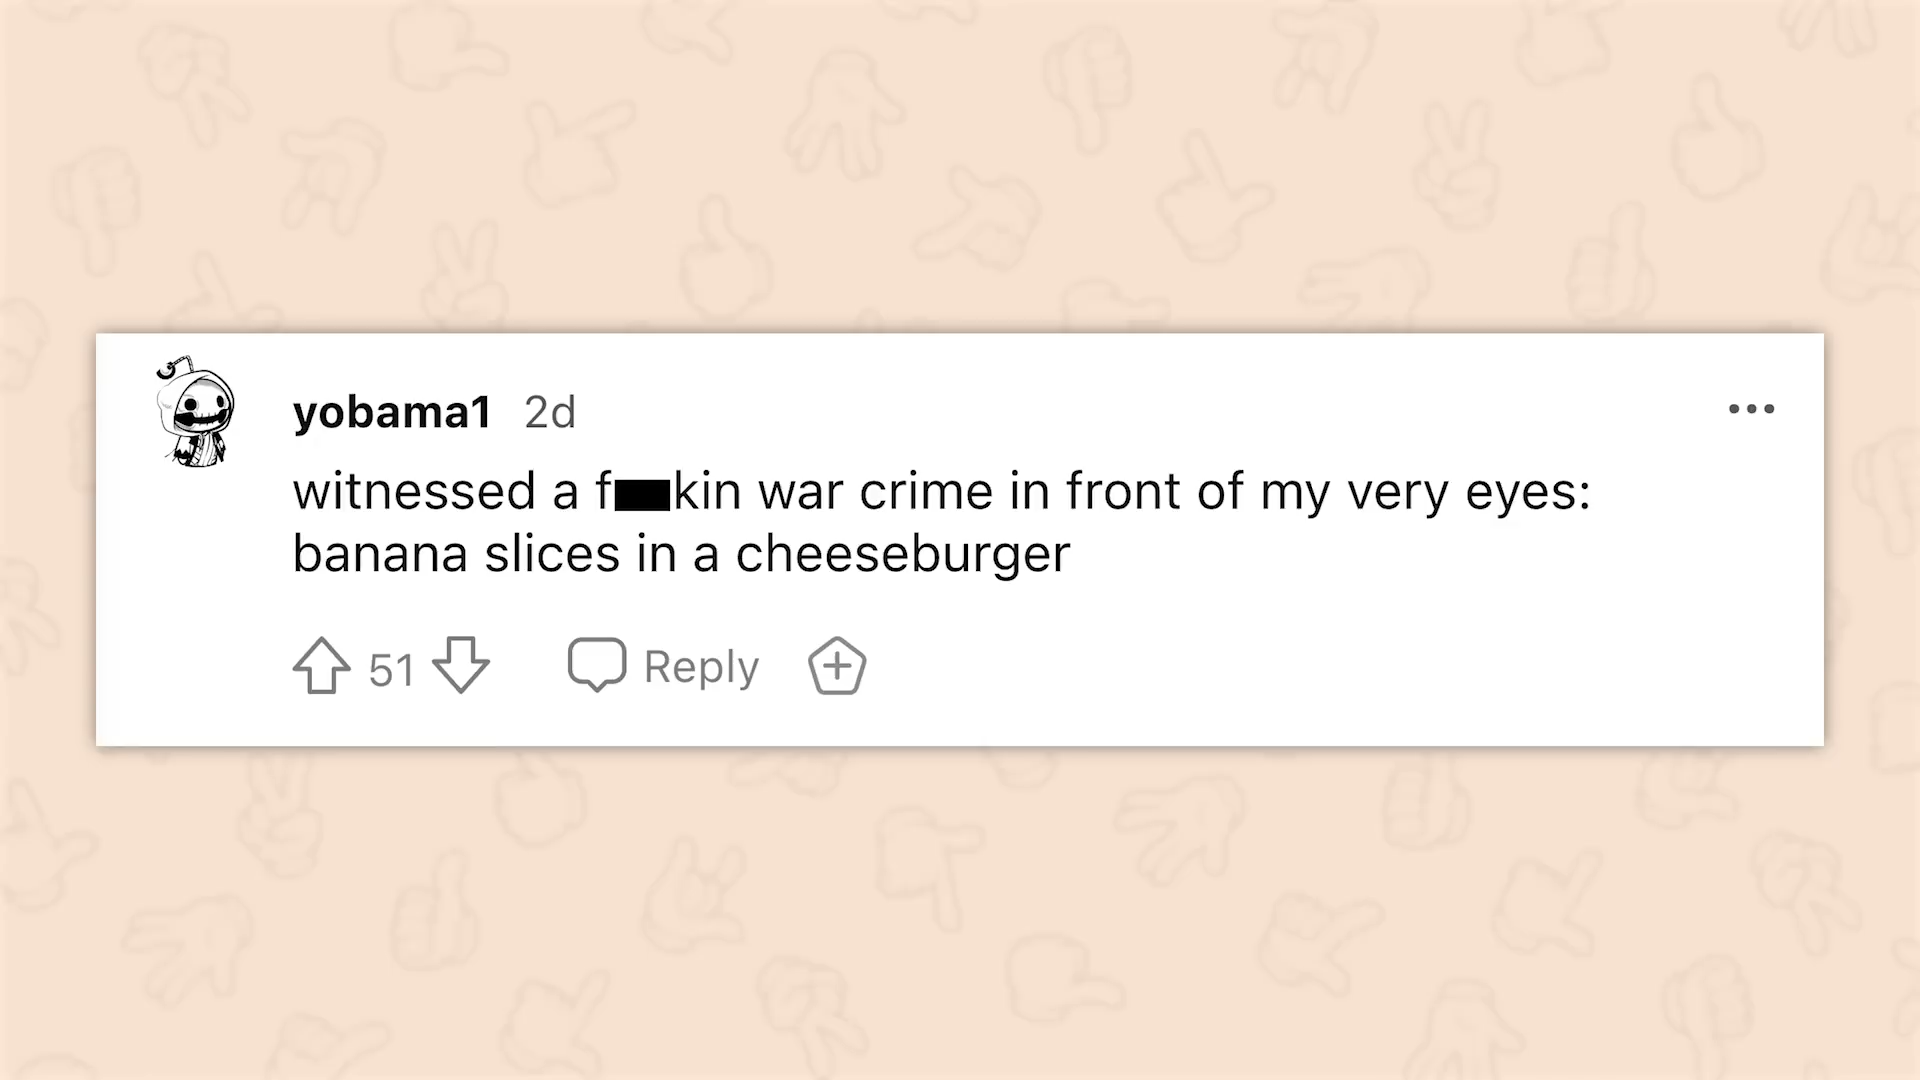 yobama1 2d
witnessed a f██kin war crime in front of my very eyes:
banana slices in a cheeseburger
51 Reply